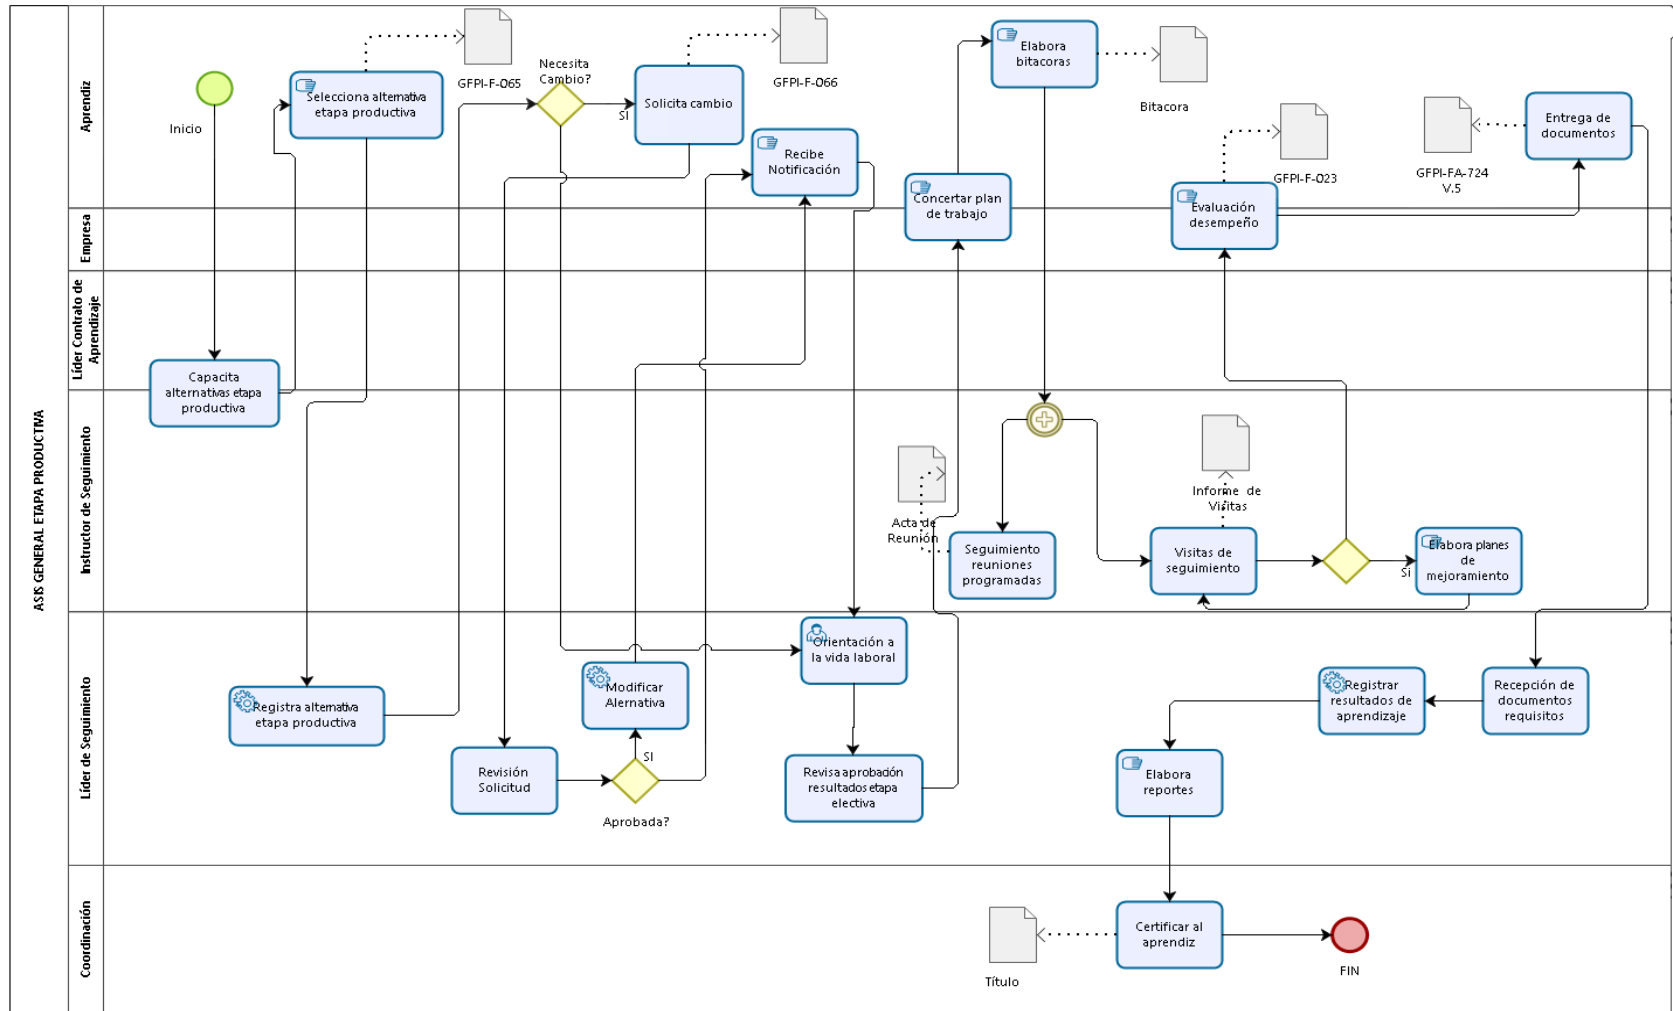 ASIS GENERAL ETAPA PRODUCTIVA
Aprendiz
Inicio
Selecciona alternativa
etapa productiva
GFPI-F-065
Necesita
Cambio?
SI
Solicita cambio
GFPI-F-066
Recibe
Notificación
Elabora
bitacoras
Bitacora
GFPI-F-023
GFPI-FA-724
V.5
Entrega de
documentos
Empresa
Concertar plan
de trabajo
Evaluación
desempeño
Líder Contrato de
Aprendizaje
Capacita
alternativas etapa
productiva
Instructor de Seguimiento
Acta de
Reunión
Seguimiento
reuniones
programadas
Informe de
Visitas
Visitas de
seguimiento
Si
Elabora planes
de
mejoramiento
Líder de Seguimiento
Registra alternativa
etapa productiva
Revisión
Solicitud
Modificar
Alernativa
SI
Aprobada?
Orientación a
la vida laboral
Revisa aprobación
resultados etapa
electiva
Registrar
resultados de
aprendizaje
Recepción de
documentos
requisitos
Elabora
reportes
Coordinación
Título
Certificar al
aprendiz
FIN